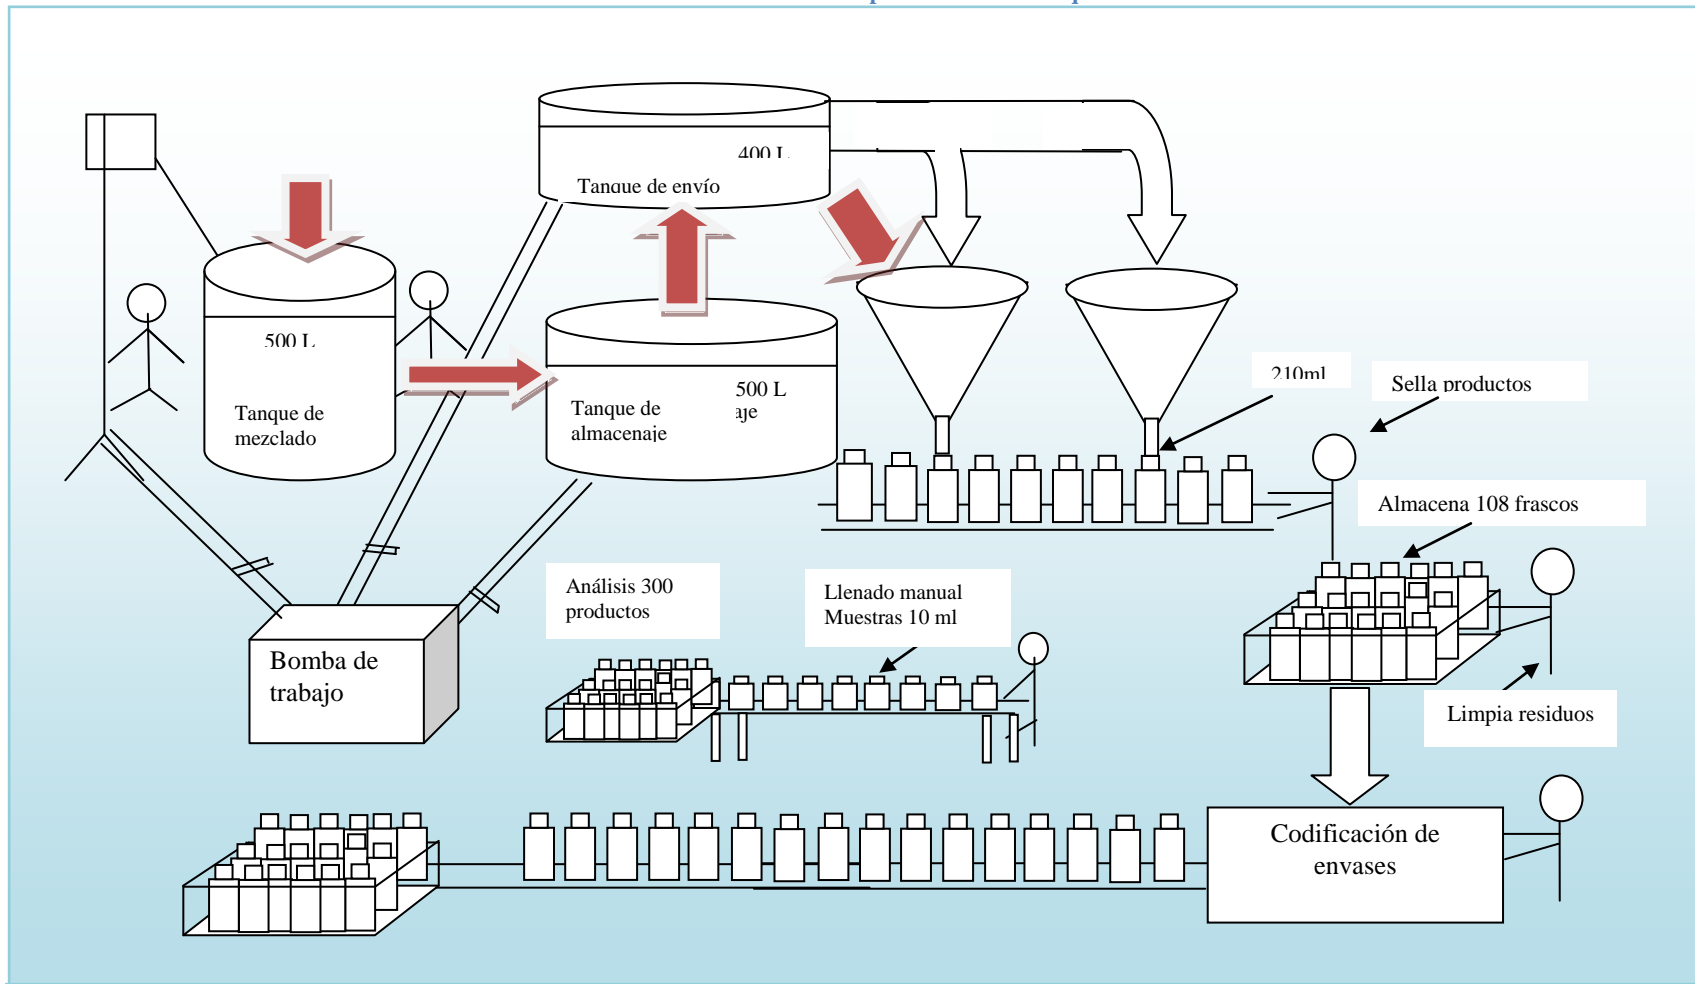 400 L
Tanque de envío
500 L
Tanque de
mezclado
500 L
Tanque de
aje
almacenaje
210ml
Sella productos
Almacena 108 frascos
Análisis 300
productos
Llenado manual
Muestras 10 ml
Bomba de
trabajo
Limpia residuos
Codificación de
envases